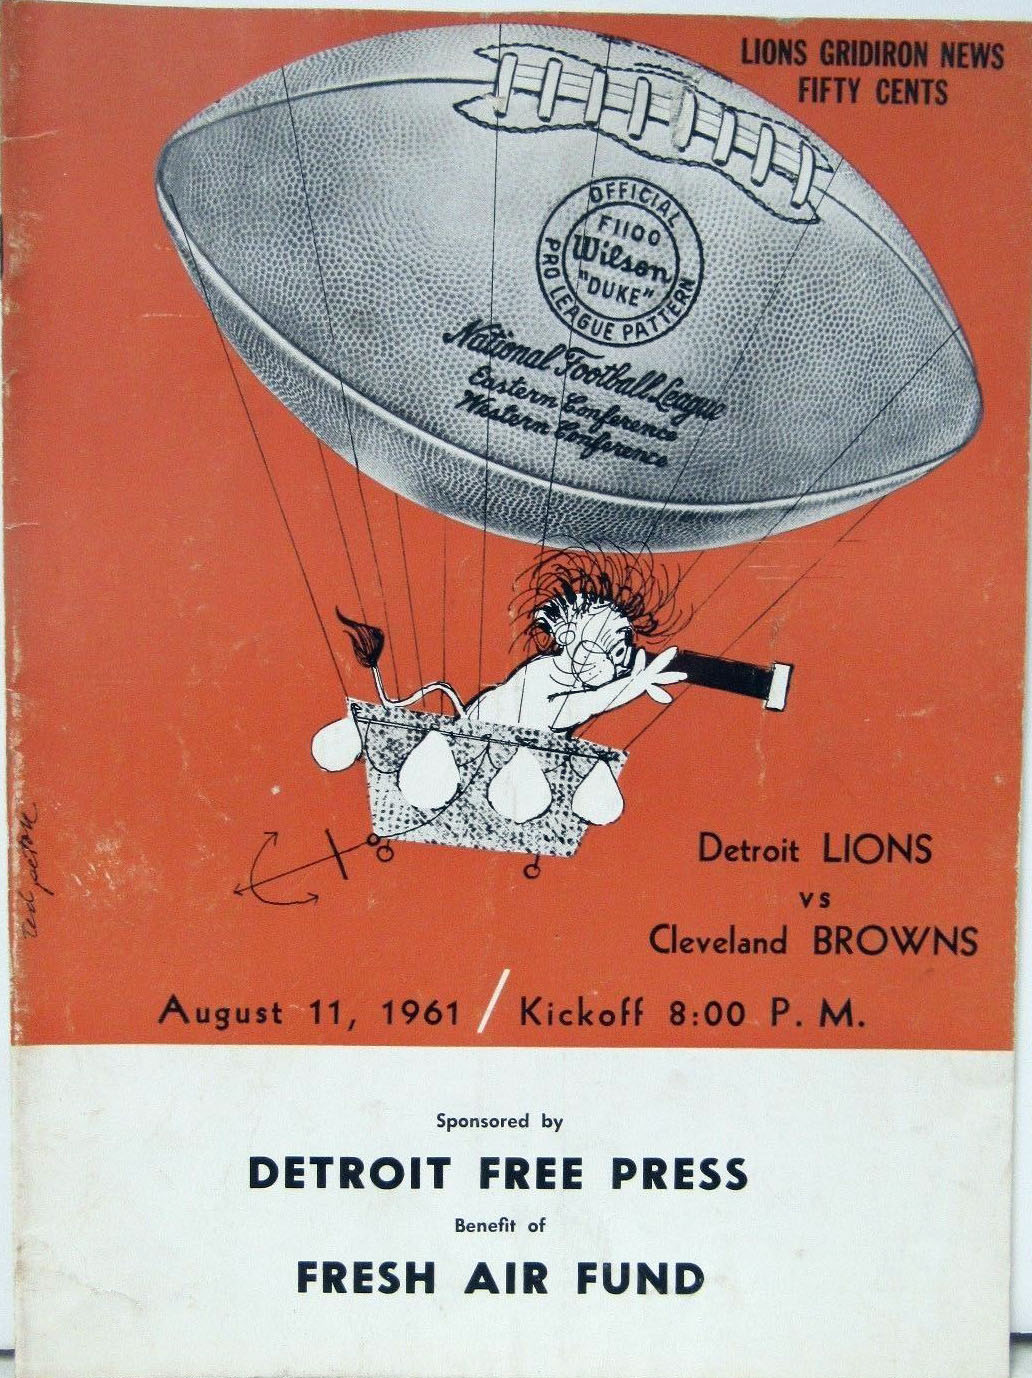 LIONS GRIDIRON NEWS
FIFTY CENTS
OFFICIAL
F1100
Wilson
"DUKE"
PRO LEAGUE PATTERN
National Football League
Eastern Conference
Western Conference
Detroit LIONS
vs
Cleveland BROWNS
August 11, 1961 / Kickoff 8:00 P. M.
Sponsored by
DETROIT FREE PRESS
Benefit of
FRESH AIR FUND